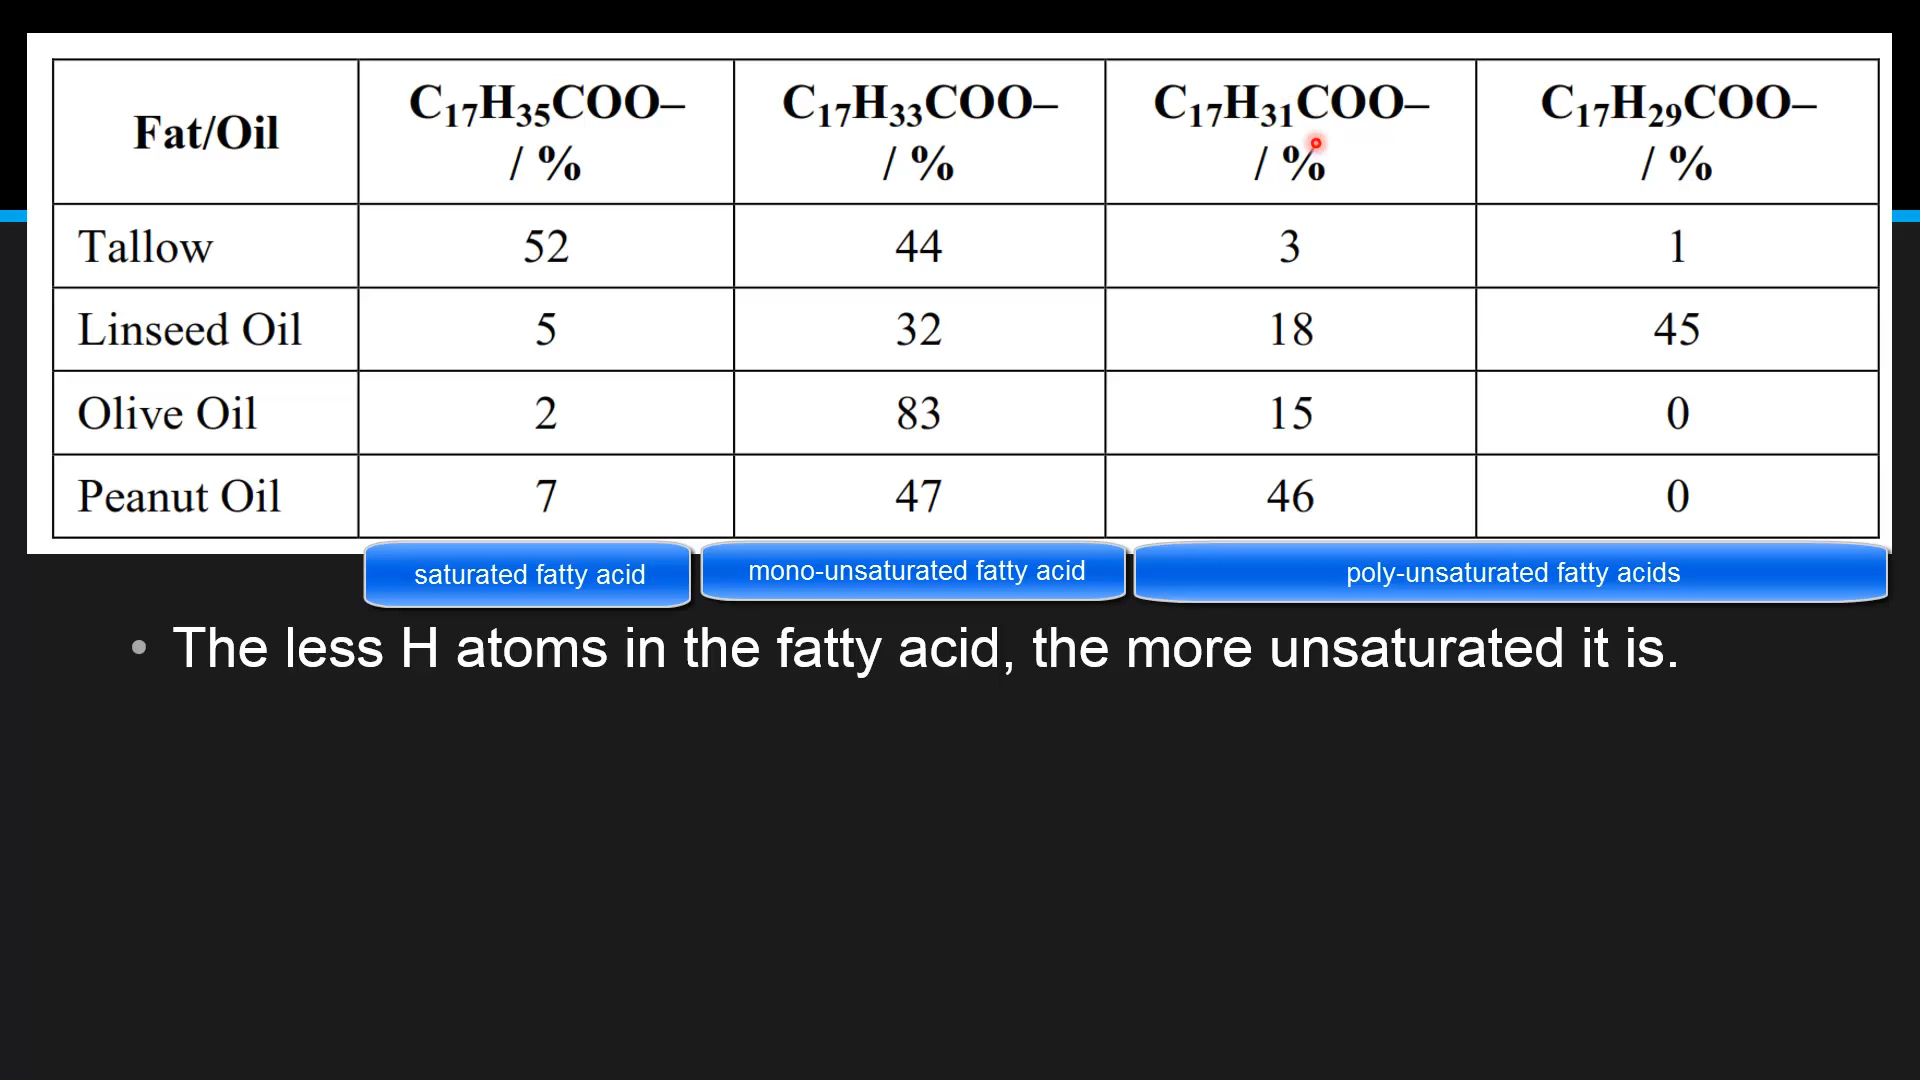 Fat/Oil C₁₇H₃₅COO– / % C₁₇H₃₃COO– / % C₁₇H₃₁COO– / % C₁₇H₂₉COO– / %
Tallow 52 44 3 1
Linseed Oil 5 32 18 45
Olive Oil 2 83 15 0
Peanut Oil 7 47 46 0
saturated fatty acid mono-unsaturated fatty acid poly-unsaturated fatty acids
• The less H atoms in the fatty acid, the more unsaturated it is.